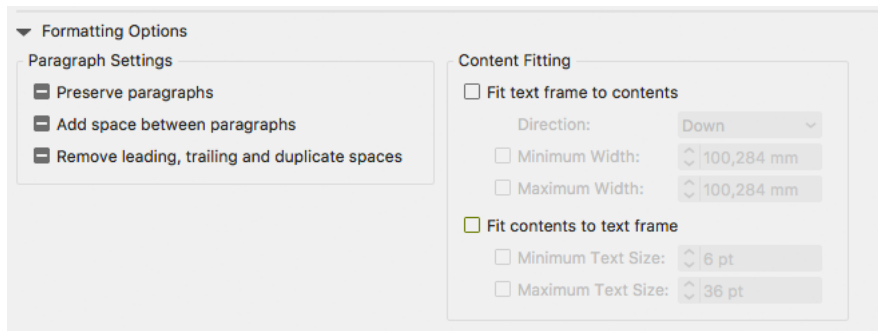 Formatting Options
Paragraph Settings
Preserve paragraphs
Add space between paragraphs
Remove leading, trailing and duplicate spaces
Content Fitting
Fit text frame to contents
Direction: Down
Minimum Width: 100,284 mm
Maximum Width: 100,284 mm
Fit contents to text frame
Minimum Text Size: 6 pt
Maximum Text Size: 36 pt